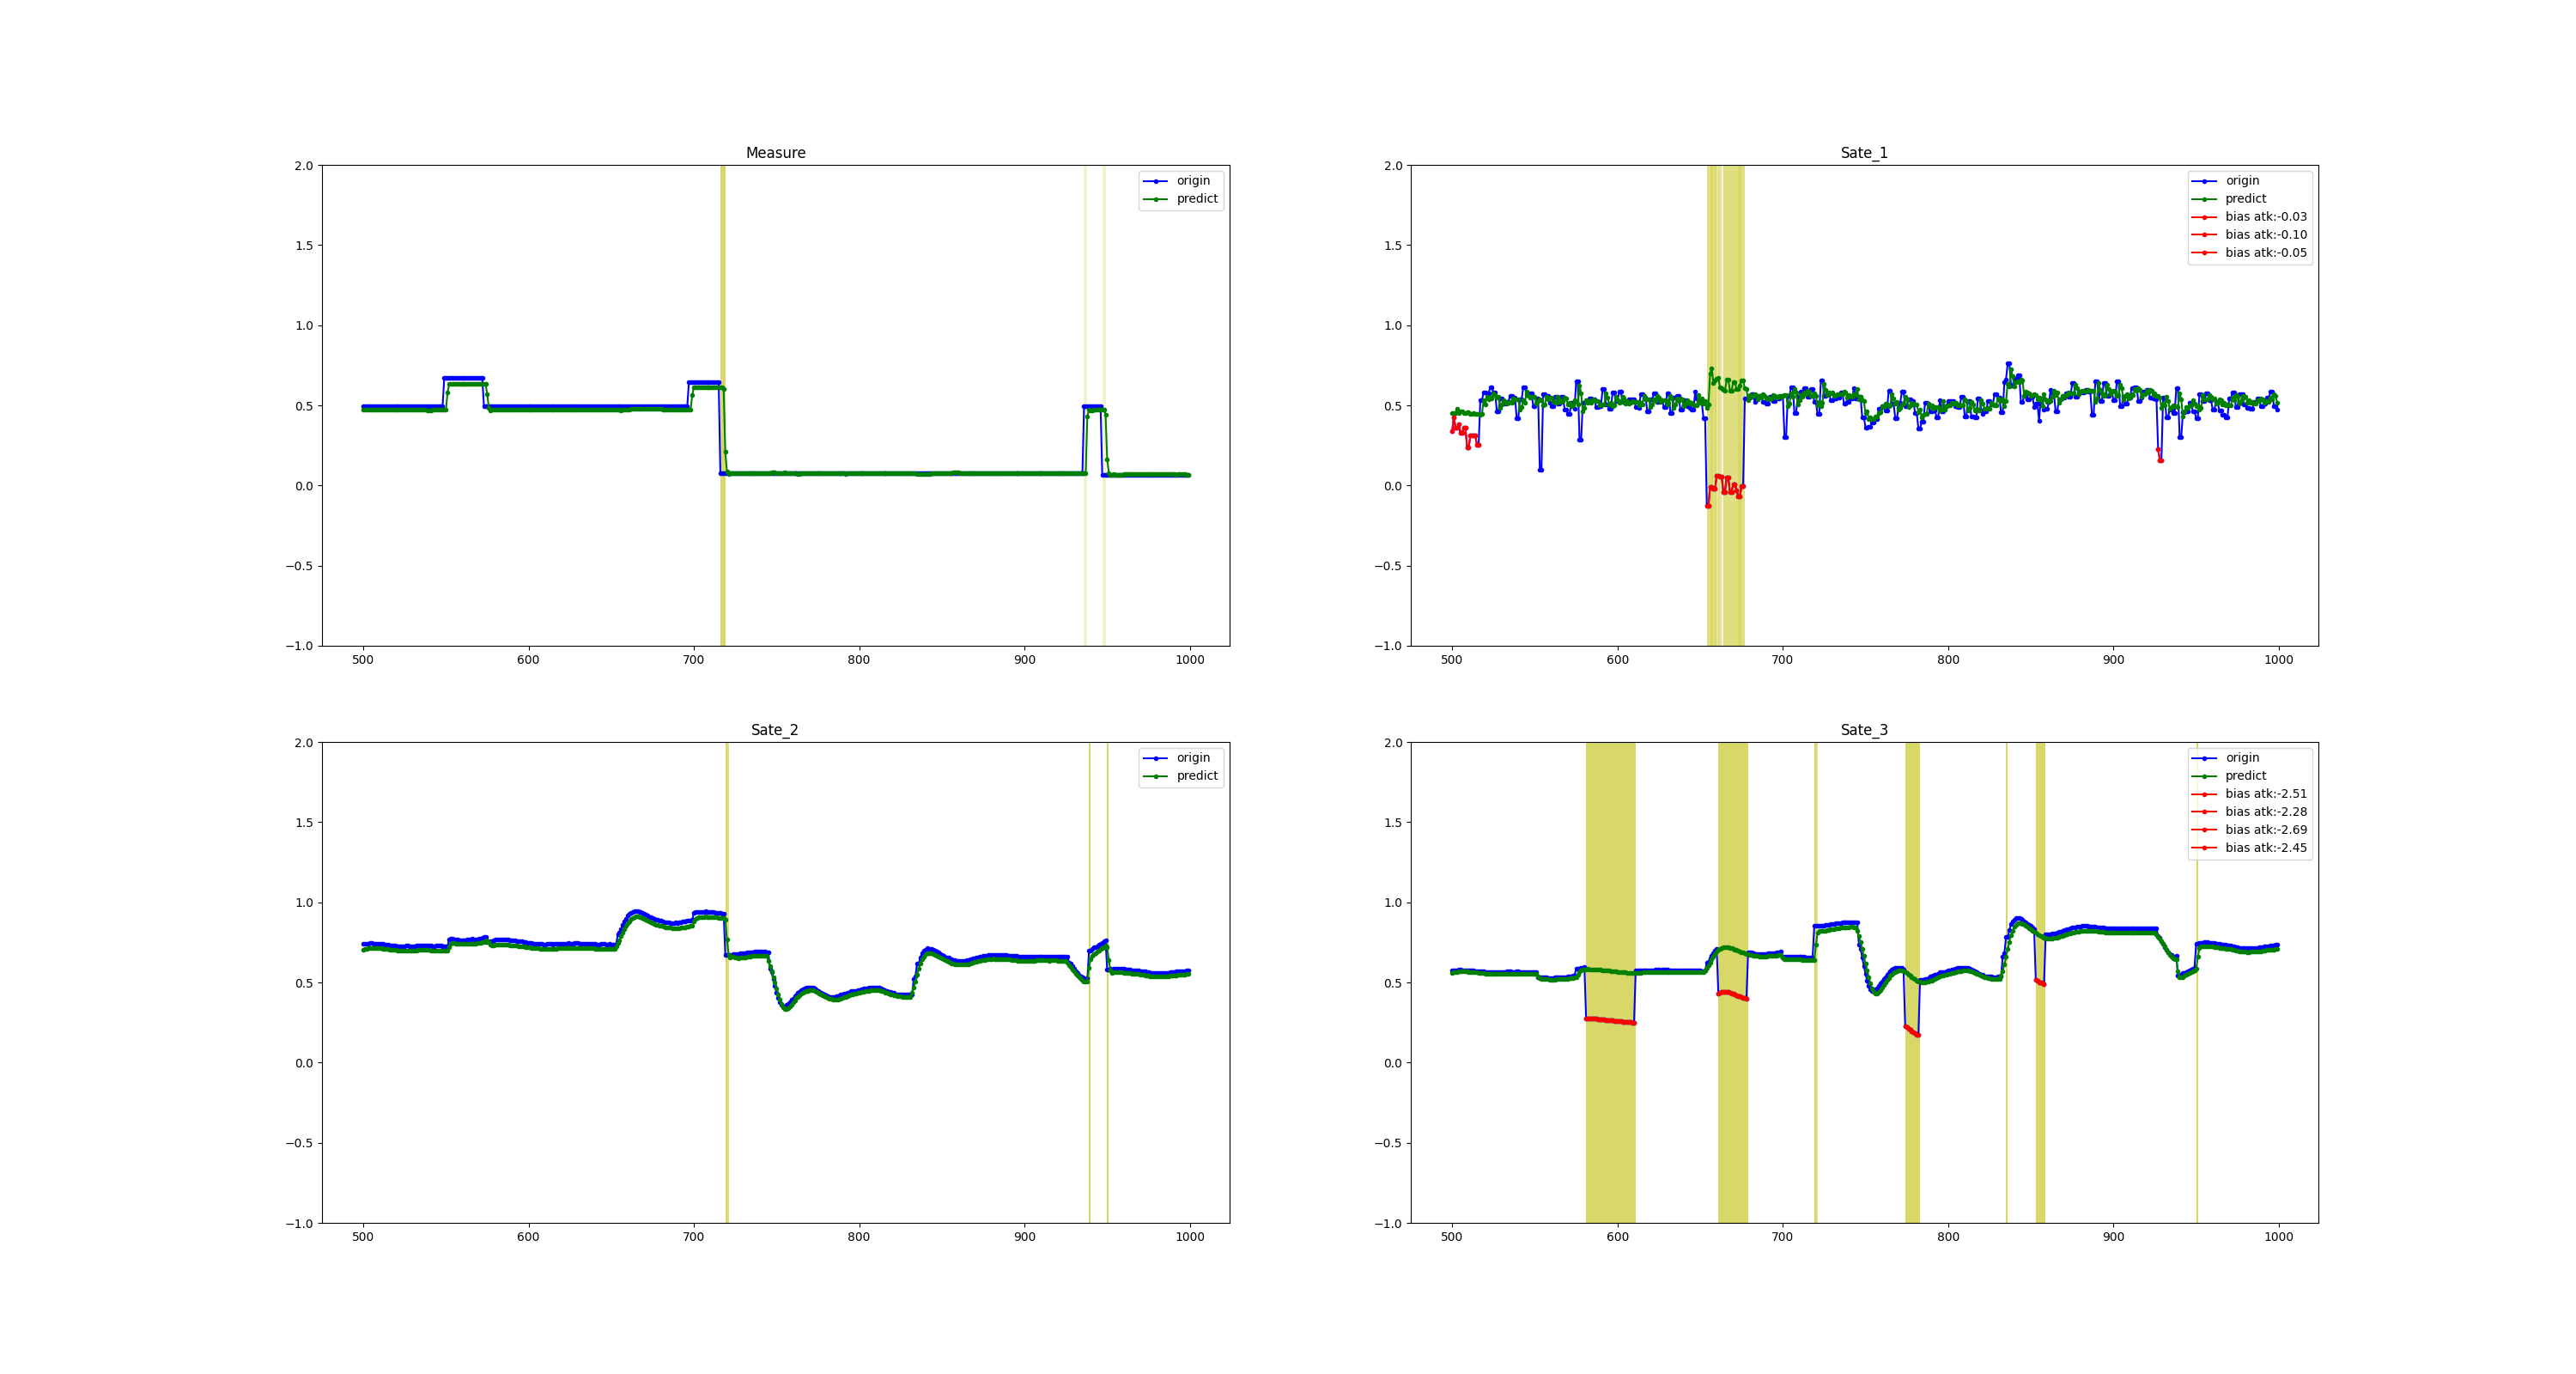 Measure
2.0
1.5
1.0
0.5
0.0
−0.5
−1.0
500 600 700 800 900 1000
origin
predict
Sate_1
2.0
1.5
1.0
0.5
0.0
−0.5
−1.0
500 600 700 800 900 1000
origin
predict
bias atk:-0.03
bias atk:-0.10
bias atk:-0.05
Sate_2
2.0
1.5
1.0
0.5
0.0
−0.5
−1.0
500 600 700 800 900 1000
origin
predict
Sate_3
2.0
1.5
1.0
0.5
0.0
−0.5
−1.0
500 600 700 800 900 1000
origin
predict
bias atk:-2.51
bias atk:-2.28
bias atk:-2.69
bias atk:-2.45